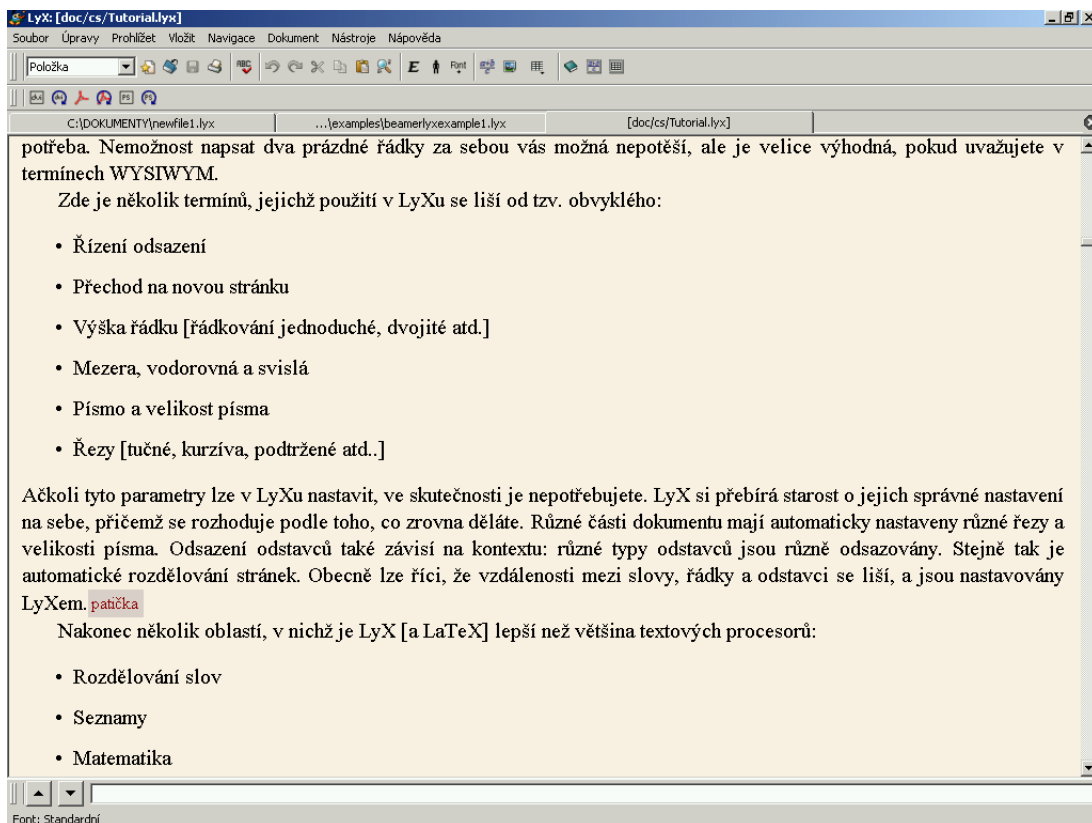 LyX: [doc/cs/Tutorial.lyx]
Soubor Úpravy Prohlížet Vložit Navigace Dokument Nástroje Nápověda
Položka ABC E Font
dvi dvi PS PS
C:\DOKUMENTY\newfile1.lyx ...\examples\beamerlyxexample1.lyx [doc/cs/Tutorial.lyx]
potřeba. Nemožnost napsat dva prázdné řádky za sebou vás možná nepotěší, ale je velice výhodná, pokud uvažujete v
termínech WYSIWYM.
Zde je několik termínů, jejichž použití v LyXu se liší od tzv. obvyklého:
• Řízení odsazení
• Přechod na novou stránku
• Výška řádku [řádkování jednoduché, dvojité atd.]
• Mezera, vodorovná a svislá
• Písmo a velikost písma
• Řezy [tučné, kurzíva, podtržené atd..]
Ačkoli tyto parametry lze v LyXu nastavit, ve skutečnosti je nepotřebujete. LyX si přebírá starost o jejich správné nastavení
na sebe, přičemž se rozhoduje podle toho, co zrovna děláte. Různé části dokumentu mají automaticky nastaveny různé řezy a
velikosti písma. Odsazení odstavců také závisí na kontextu: různé typy odstavců jsou různě odsazovány. Stejně tak je
automatické rozdělování stránek. Obecně lze říci, že vzdálenosti mezi slovy, řádky a odstavci se liší, a jsou nastavovány
LyXem. patička
Nakonec několik oblastí, v nichž je LyX [a LaTeX] lepší než většina textových procesorů:
• Rozdělování slov
• Seznamy
• Matematika
Font: Standardní